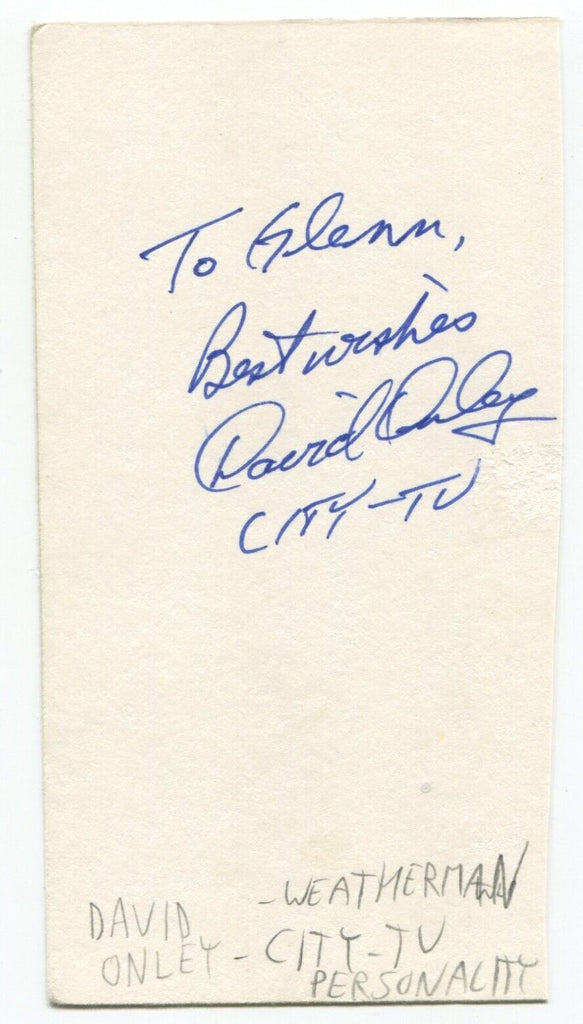 To Glenn,
Best wishes
David Onley
CITY-TV
- WEATHERMAN
DAVID
ONLEY - CITY-TV
PERSONALITY